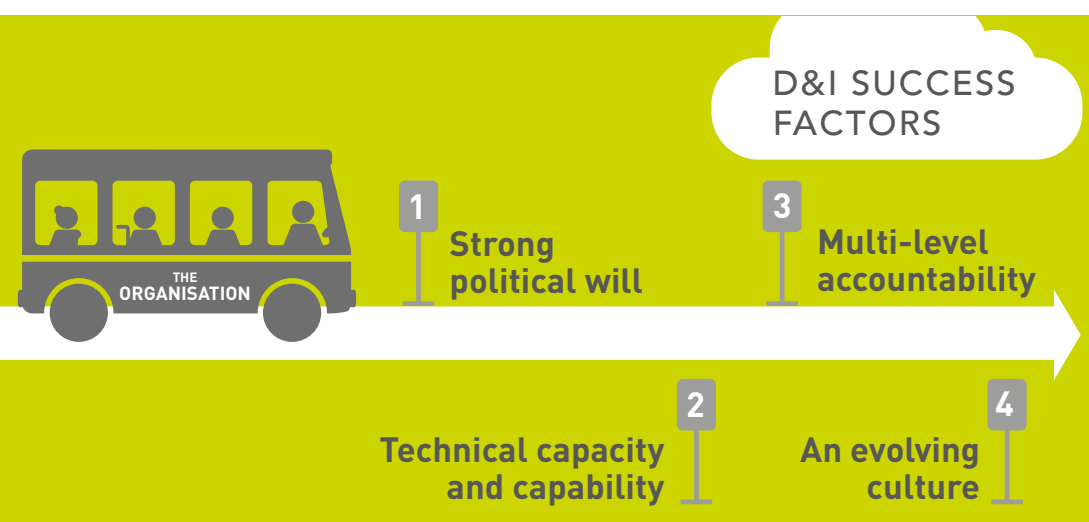 D&I SUCCESS
FACTORS
THE
ORGANISATION
1
Strong
political will
2
Technical capacity
and capability
3
Multi-level
accountability
4
An evolving
culture